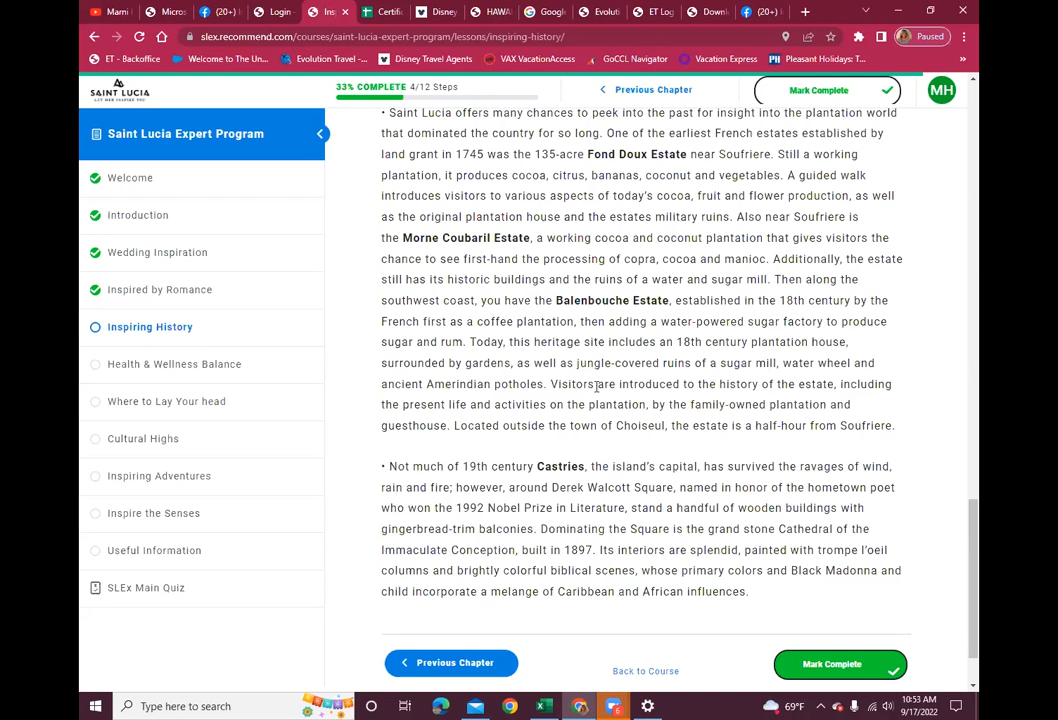 Marni
Micros
(20+)
Login -
Ins
Certific
Disney
HAWA
Google
Evoluti
ET Log
Downl
(20+)
slex.recommend.com/courses/saint-lucia-expert-program/lessons/inspiring-history/
Paused
ET - Backoffice
Welcome to The Un...
Evolution Travel -...
Disney Travel Agents
VAX VacationAccess
GoCCL Navigator
Vacation Express
Pleasant Holidays: T...
SAINT LUCIA
LET HER INSPIRE YOU
33% COMPLETE 4/12 Steps
Previous Chapter
Mark Complete
MH
Saint Lucia Expert Program
Welcome
Introduction
Wedding Inspiration
Inspired by Romance
Inspiring History
Health & Wellness Balance
Where to Lay Your head
Cultural Highs
Inspiring Adventures
Inspire the Senses
Useful Information
SLEx Main Quiz
• Saint Lucia offers many chances to peek into the past for insight into the plantation world
that dominated the country for so long. One of the earliest French estates established by
land grant in 1745 was the 135-acre Fond Doux Estate near Soufriere. Still a working
plantation, it produces cocoa, citrus, bananas, coconut and vegetables. A guided walk
introduces visitors to various aspects of today's cocoa, fruit and flower production, as well
as the original plantation house and the estates military ruins. Also near Soufriere is
the Morne Coubaril Estate, a working cocoa and coconut plantation that gives visitors the
chance to see first-hand the processing of copra, cocoa and manioc. Additionally, the estate
still has its historic buildings and the ruins of a water and sugar mill. Then along the
southwest coast, you have the Balenbouche Estate, established in the 18th century by the
French first as a coffee plantation, then adding a water-powered sugar factory to produce
sugar and rum. Today, this heritage site includes an 18th century plantation house,
surrounded by gardens, as well as jungle-covered ruins of a sugar mill, water wheel and
ancient Amerindian potholes. Visitors are introduced to the history of the estate, including
the present life and activities on the plantation, by the family-owned plantation and
guesthouse. Located outside the town of Choiseul, the estate is a half-hour from Soufriere.
• Not much of 19th century Castries, the island's capital, has survived the ravages of wind,
rain and fire; however, around Derek Walcott Square, named in honor of the hometown poet
who won the 1992 Nobel Prize in Literature, stand a handful of wooden buildings with
gingerbread-trim balconies. Dominating the Square is the grand stone Cathedral of the
Immaculate Conception, built in 1897. Its interiors are splendid, painted with trompe l'oeil
columns and brightly colorful biblical scenes, whose primary colors and Black Madonna and
child incorporate a melange of Caribbean and African influences.
Previous Chapter
Back to Course
Mark Complete
Type here to search
69°F
10:53 AM
9/17/2022